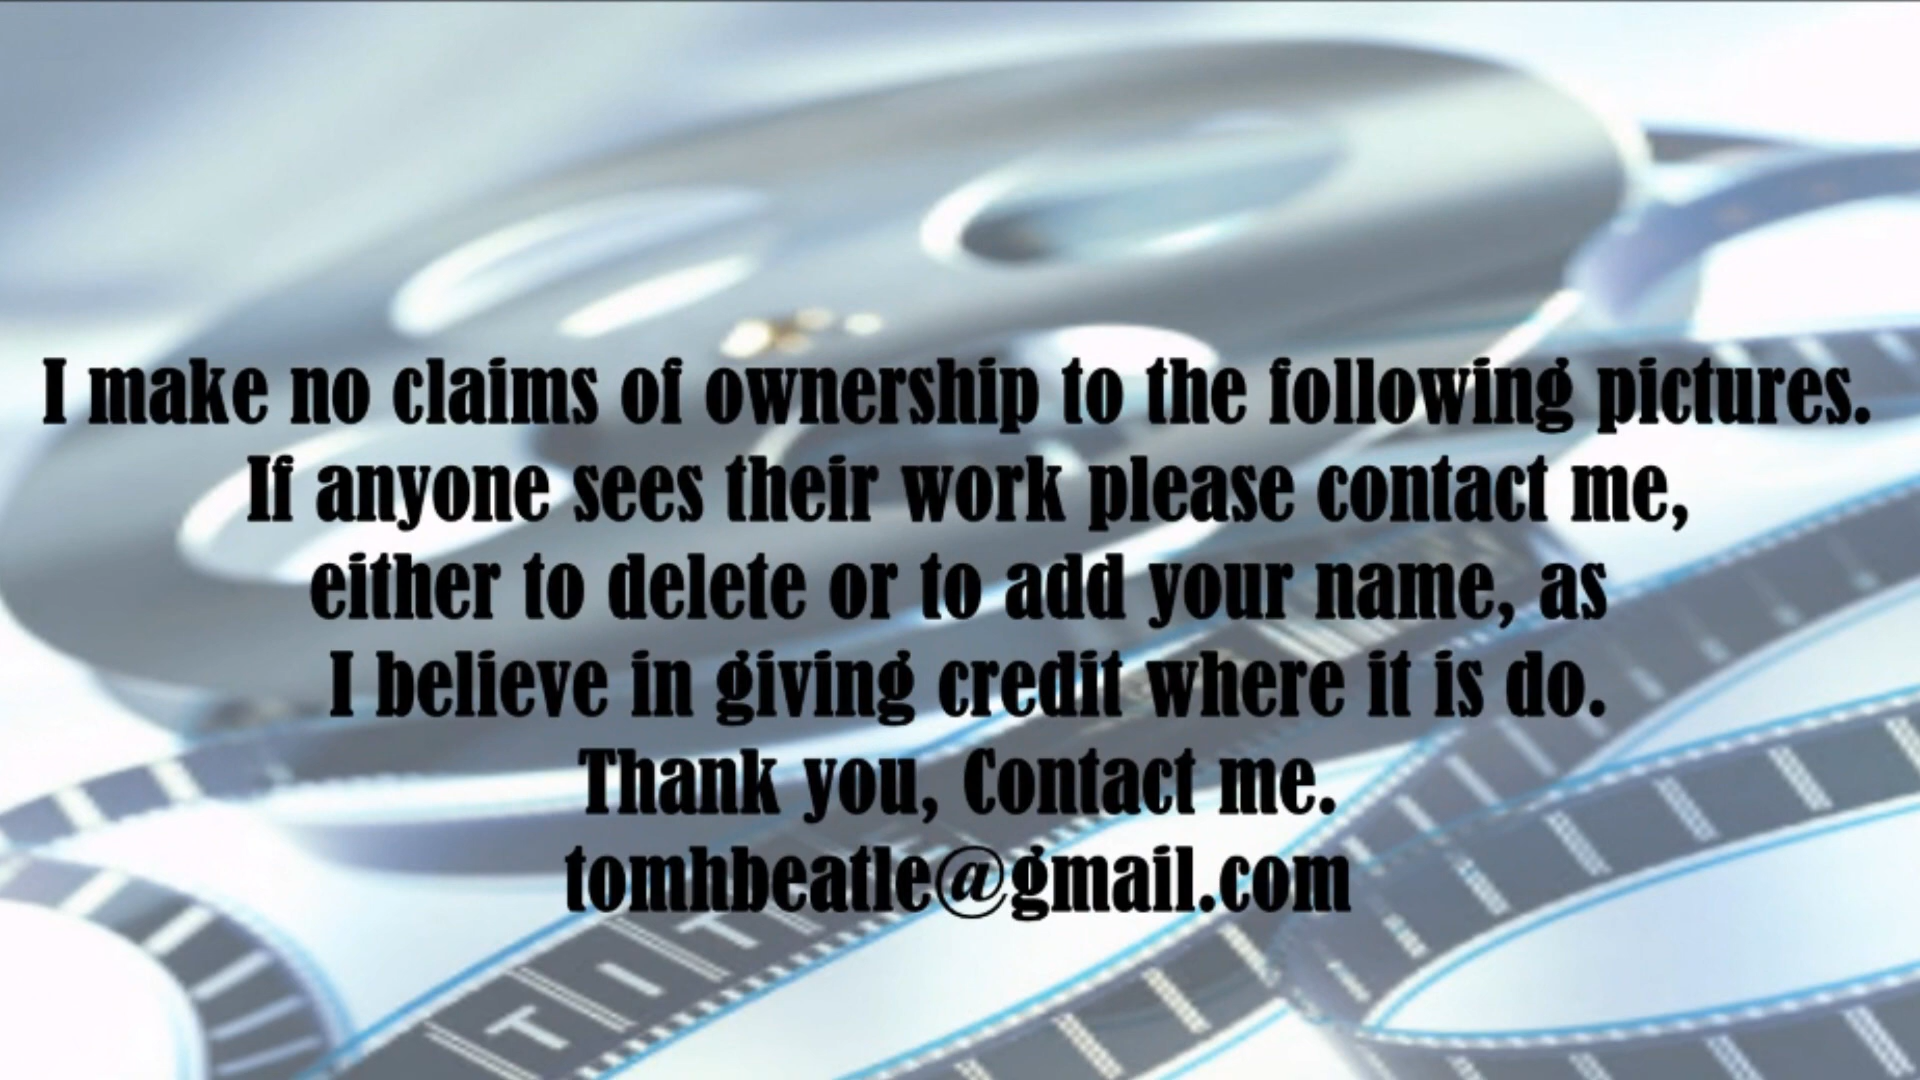 I make no claims of ownership to the following pictures.
If anyone sees their work please contact me,
either to delete or to add your name, as
I believe in giving credit where it is do.
Thank you, Contact me.
tomhbeatle@gmail.com
TITLE